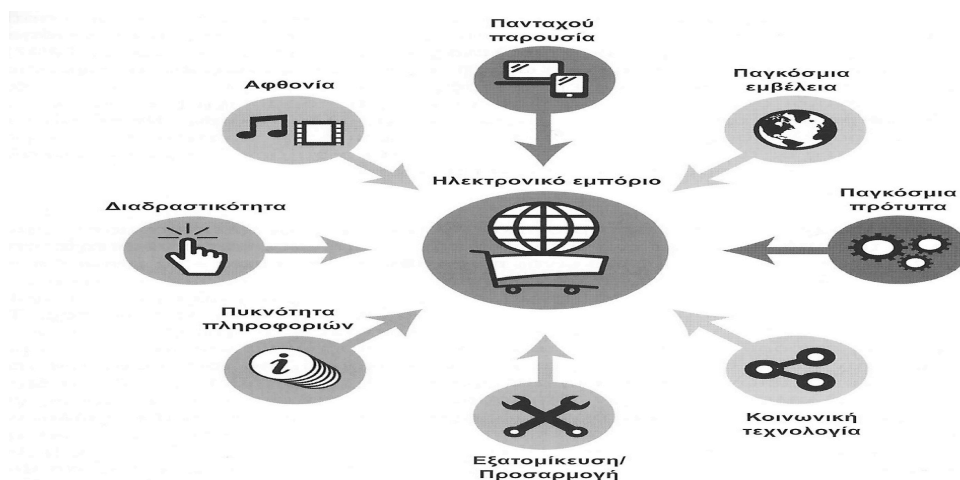 Πανταχού
παρουσία
Αφθονία
Παγκόσμια
εμβέλεια
Ηλεκτρονικό εμπόριο
Διαδραστικότητα
Παγκόσμια
πρότυπα
Πυκνότητα
πληροφοριών
i
Κοινωνική
τεχνολογία
Εξατομίκευση/
Προσαρμογή